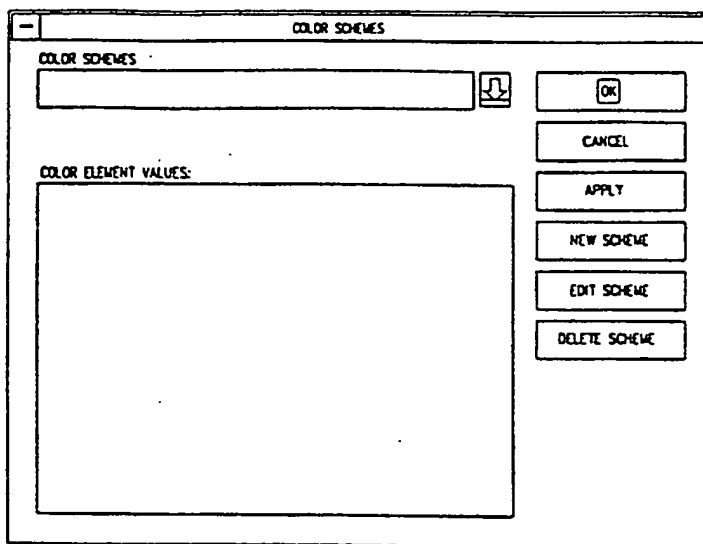 COLOR SCHEMES
COLOR SCHEMES
OK
CANCEL
COLOR ELEMENT VALUES:
APPLY
NEW SCHEME
EDIT SCHEME
DELETE SCHEME